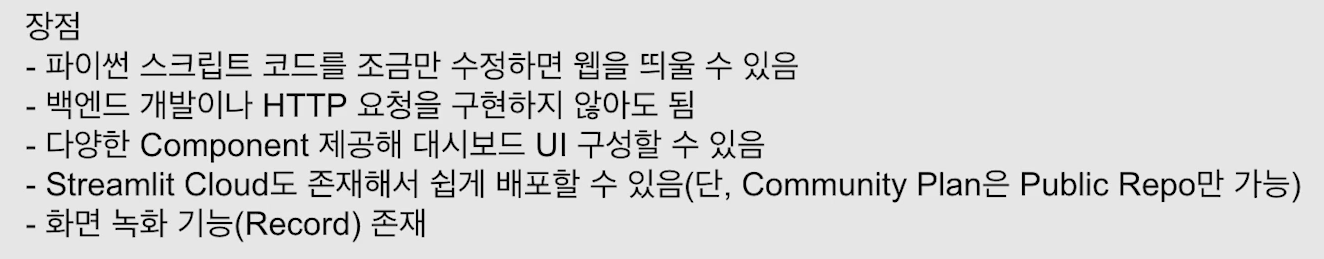 장점
- 파이썬 스크립트 코드를 조금만 수정하면 웹을 띄울 수 있음
- 백엔드 개발이나 HTTP 요청을 구현하지 않아도 됨
- 다양한 Component 제공해 대시보드 UI 구성할 수 있음
- Streamlit Cloud도 존재해서 쉽게 배포할 수 있음(단, Community Plan은 Public Repo만 가능)
- 화면 녹화 기능(Record) 존재